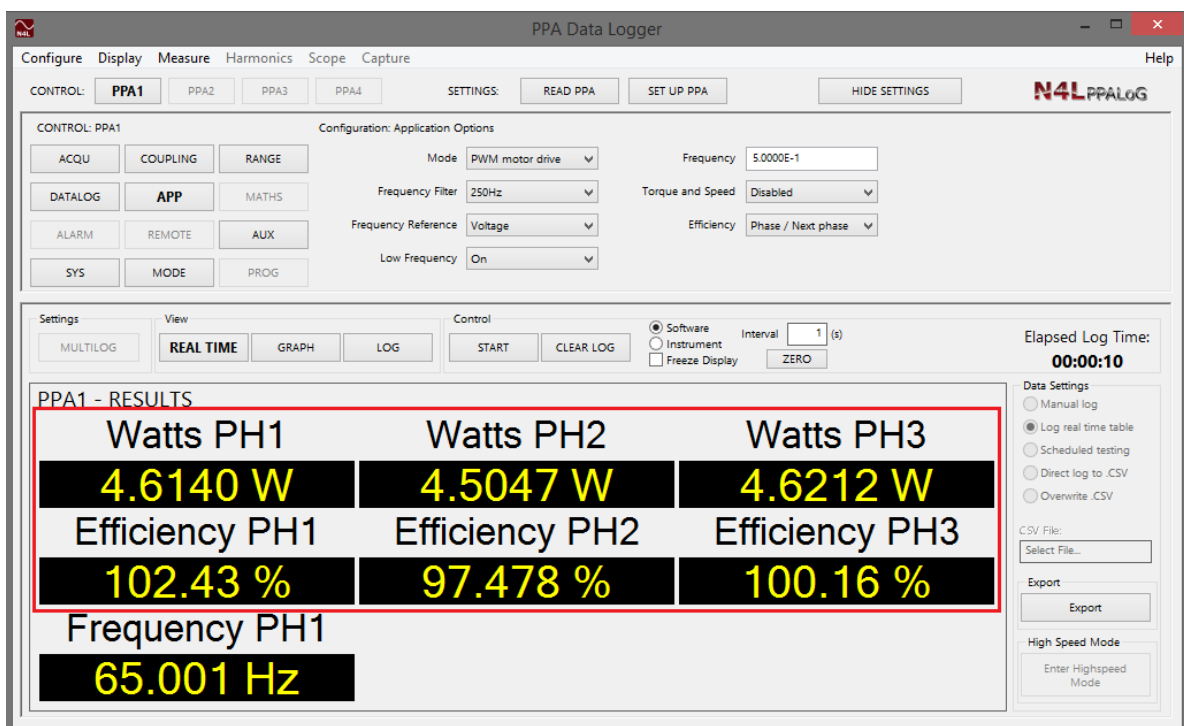 N4L
PPA Data Logger
Configure Display Measure Harmonics Scope Capture Help
CONTROL: PPA1 PPA2 PPA3 PPA4 SETTINGS: READ PPA SET UP PPA HIDE SETTINGS N4L PPALoG
CONTROL: PPA1 Configuration: Application Options
ACQU COUPLING RANGE Mode PWM motor drive Frequency 5.0000E-1
DATALOG APP MATHS Frequency Filter 250Hz Torque and Speed Disabled
ALARM REMOTE AUX Frequency Reference Voltage Efficiency Phase / Next phase
SYS MODE PROG Low Frequency On
Settings View Control
MULTILOG REAL TIME GRAPH LOG START CLEAR LOG
Software
Instrument
Freeze Display
Interval 1 (s)
ZERO
Elapsed Log Time:
00:00:10
PPA1 - RESULTS
Watts PH1 Watts PH2 Watts PH3
4.6140 W 4.5047 W 4.6212 W
Efficiency PH1 Efficiency PH2 Efficiency PH3
102.43 % 97.478 % 100.16 %
Frequency PH1
65.001 Hz
Data Settings
Manual log
Log real time table
Scheduled testing
Direct log to .CSV
Overwrite .CSV
CSV File:
Select File...
Export
Export
High Speed Mode
Enter Highspeed
Mode